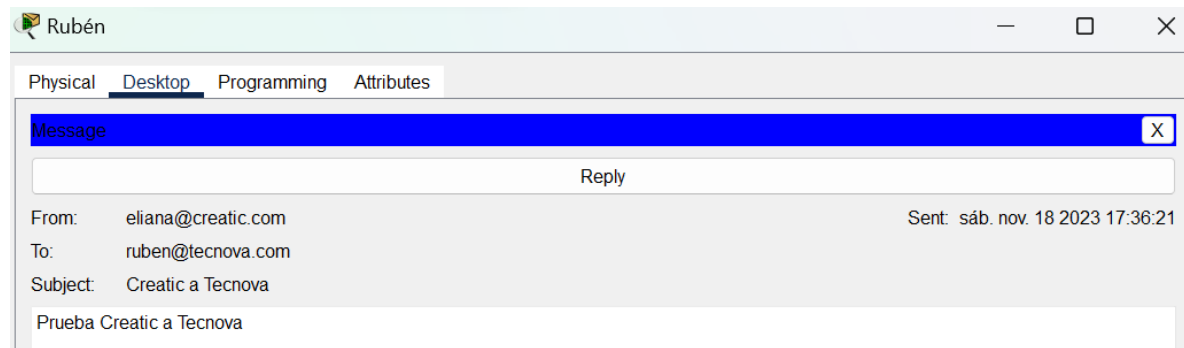 Rubén
Physical Desktop Programming Attributes
Message X
Reply
From: eliana@creatic.com Sent: sáb. nov. 18 2023 17:36:21
To: ruben@tecnova.com
Subject: Creatic a Tecnova
Prueba Creatic a Tecnova